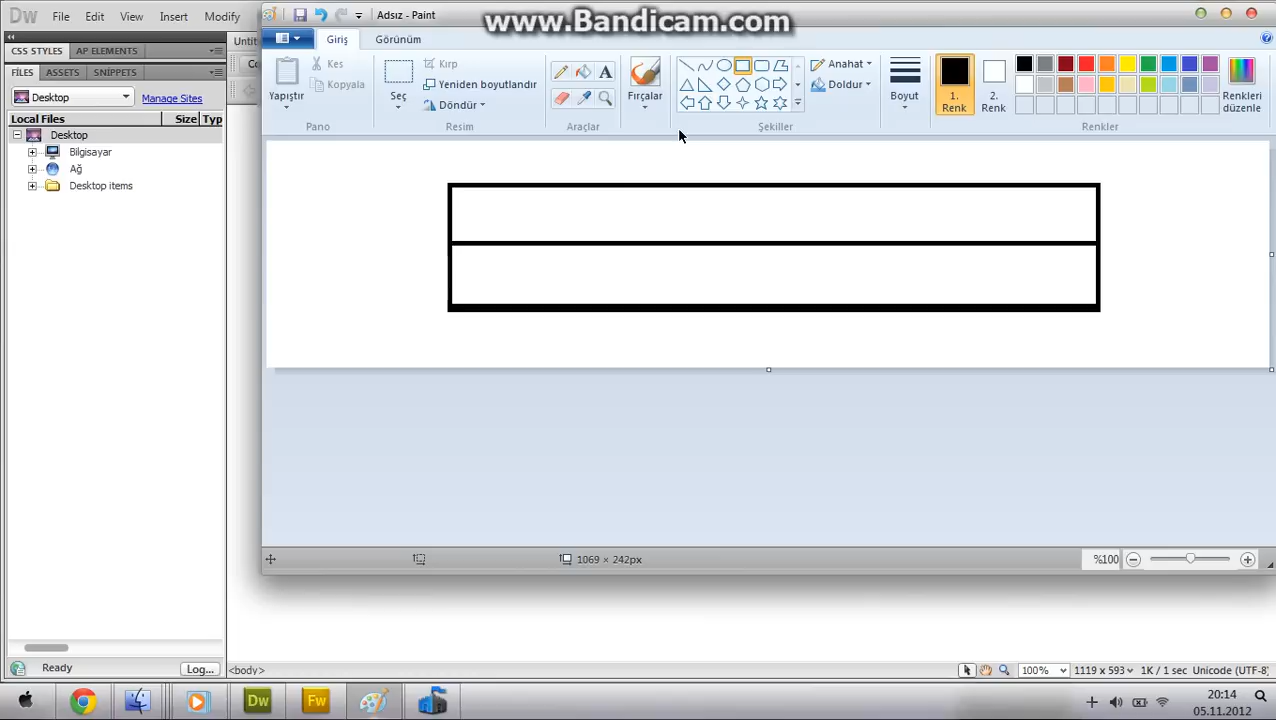 Dw File Edit View Insert Modify
Adsız - Paint
www.Bandicam.com
CSS STYLES AP ELEMENTS
Giriş Görünüm
FILES ASSETS SNIPPETS
Desktop Manage Sites
Local Files Size Typ
Desktop
Bilgisayar
Ağ
Desktop items
Yapıştır
Kes
Kopyala
Pano
Seç
Kırp
Yeniden boyutlandır
Döndür
Resim
A
Araçlar
Fırçalar
Anahat
Doldur
Şekiller
Boyut
1. Renk
2. Renk
Renkleri düzenle
Renkler
1069 × 242px
%100
Ready Log...
<body>
100% 1119 x 593 1K / 1 sec Unicode (UTF-8)
Dw Fw
20:14
05.11.2012